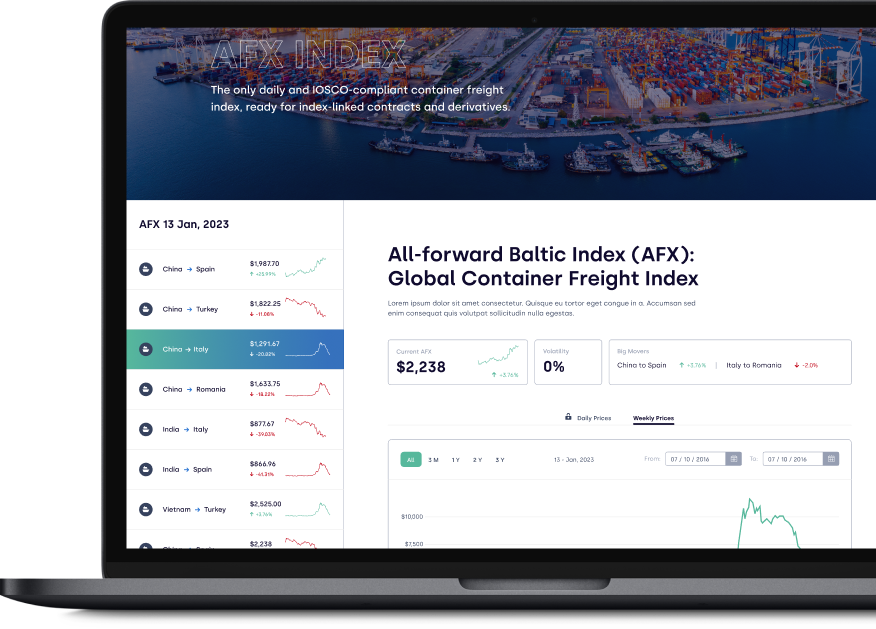 AFX INDEX
The only daily and IOSCO-compliant container freight
index, ready for index-linked contracts and derivatives.
AFX 13 Jan, 2023
China → Spain $1,987.70
↑ +25.99%
China → Turkey $1,822.25
↓ -11.08%
China → Italy $1,291.67
↓ -20.82%
China → Romania $1,633.75
↓ -18.22%
India → Italy $877.67
↓ -39.83%
India → Spain $866.96
↓ -41.31%
Vietnam → Turkey $2,525.00
↑ +3.76%
$2,238
All-forward Baltic Index (AFX):
Global Container Freight Index
Lorem ipsum dolor sit amet consectetur. Quisque eu tortor eget congue in a. Accumsan sed
enim consequat quis volutpat sollicitudin nulla egestas.
Current AFX
$2,238
↑ +3.76%
Volatility
0%
Big Movers
China to Spain ↑ +3.76% | Italy to Romania ↓ -2.0%
Daily Prices Weekly Prices
All 3 M 1 Y 2 Y 3 Y 13 - Jan, 2023 From: 07 / 10 / 2016 To: 07 / 10 / 2016
$10,000
$7,500